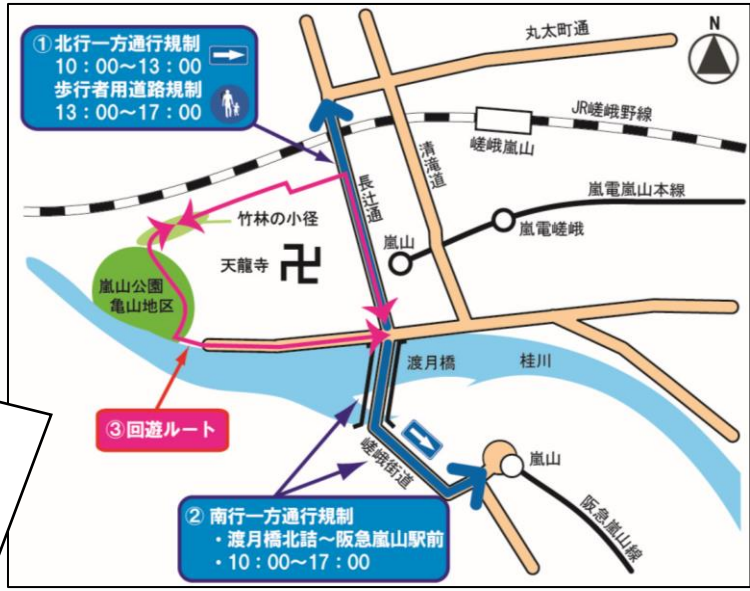 ①北行一方通行規制
10：00～13：00
歩行者用道路規制
13：00～17：00
丸太町通
N
JR嵯峨野線
嵯峨嵐山
清滝道
長辻通
嵐電嵐山本線
嵐電嵯峨
嵐山
竹林の小径
天龍寺
卍
嵐山公園
亀山地区
渡月橋
桂川
③回遊ルート
嵯峨街道
嵐山
阪急嵐山線
② 南行一方通行規制
・渡月橋北詰～阪急嵐山駅前
・10：00～17：00